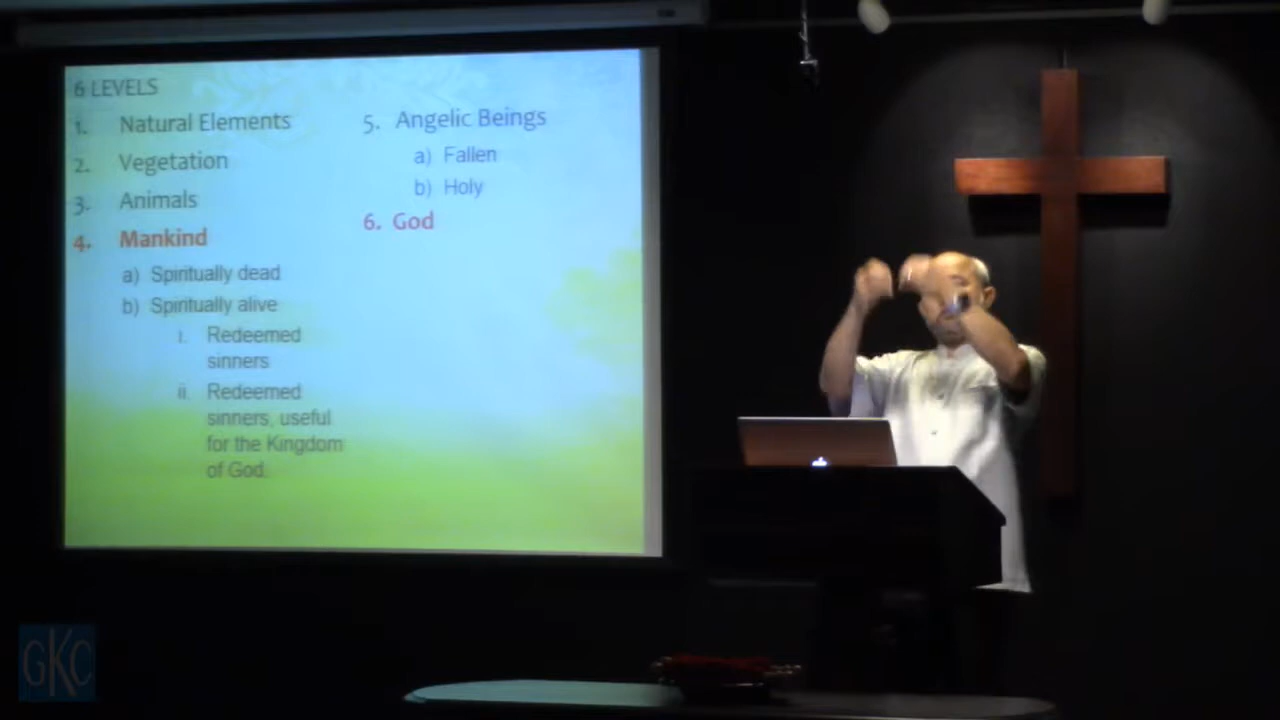 6 LEVELS
1. Natural Elements
2. Vegetation
3. Animals
4. Mankind
a) Spiritually dead
b) Spiritually alive
i. Redeemed
sinners
ii. Redeemed
sinners, useful
for the Kingdom
of God.
5. Angelic Beings
a) Fallen
b) Holy
6. God
GKC